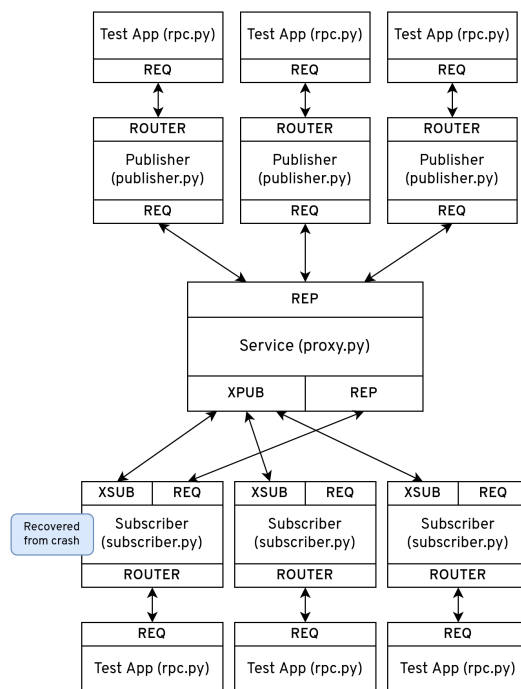 Test App (rpc.py) Test App (rpc.py) Test App (rpc.py)
REQ REQ REQ
ROUTER ROUTER ROUTER
Publisher Publisher Publisher
(publisher.py) (publisher.py) (publisher.py)
REQ REQ REQ
REP
Service (proxy.py)
XPUB REP
XSUB REQ XSUB REQ XSUB REQ
Recovered
from crash
Subscriber Subscriber Subscriber
(subscriber.py) (subscriber.py) (subscriber.py)
ROUTER ROUTER ROUTER
REQ REQ REQ
Test App (rpc.py) Test App (rpc.py) Test App (rpc.py)